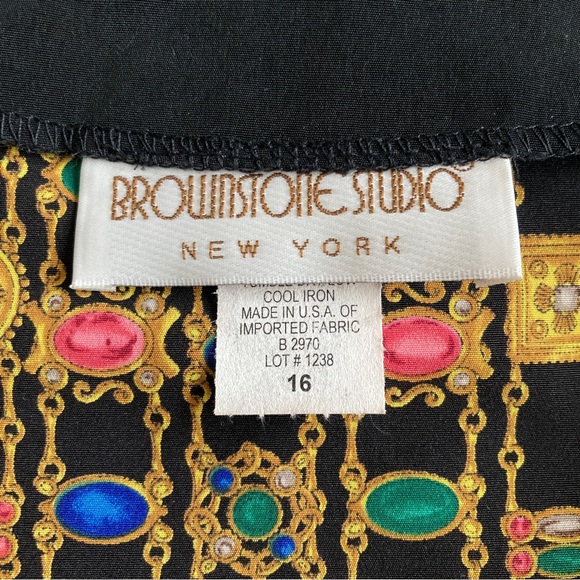 BROWNSTONE STUDIO®
NEW YORK
COOL IRON
MADE IN U.S.A. OF
IMPORTED FABRIC
B 2970
LOT # 1238
16